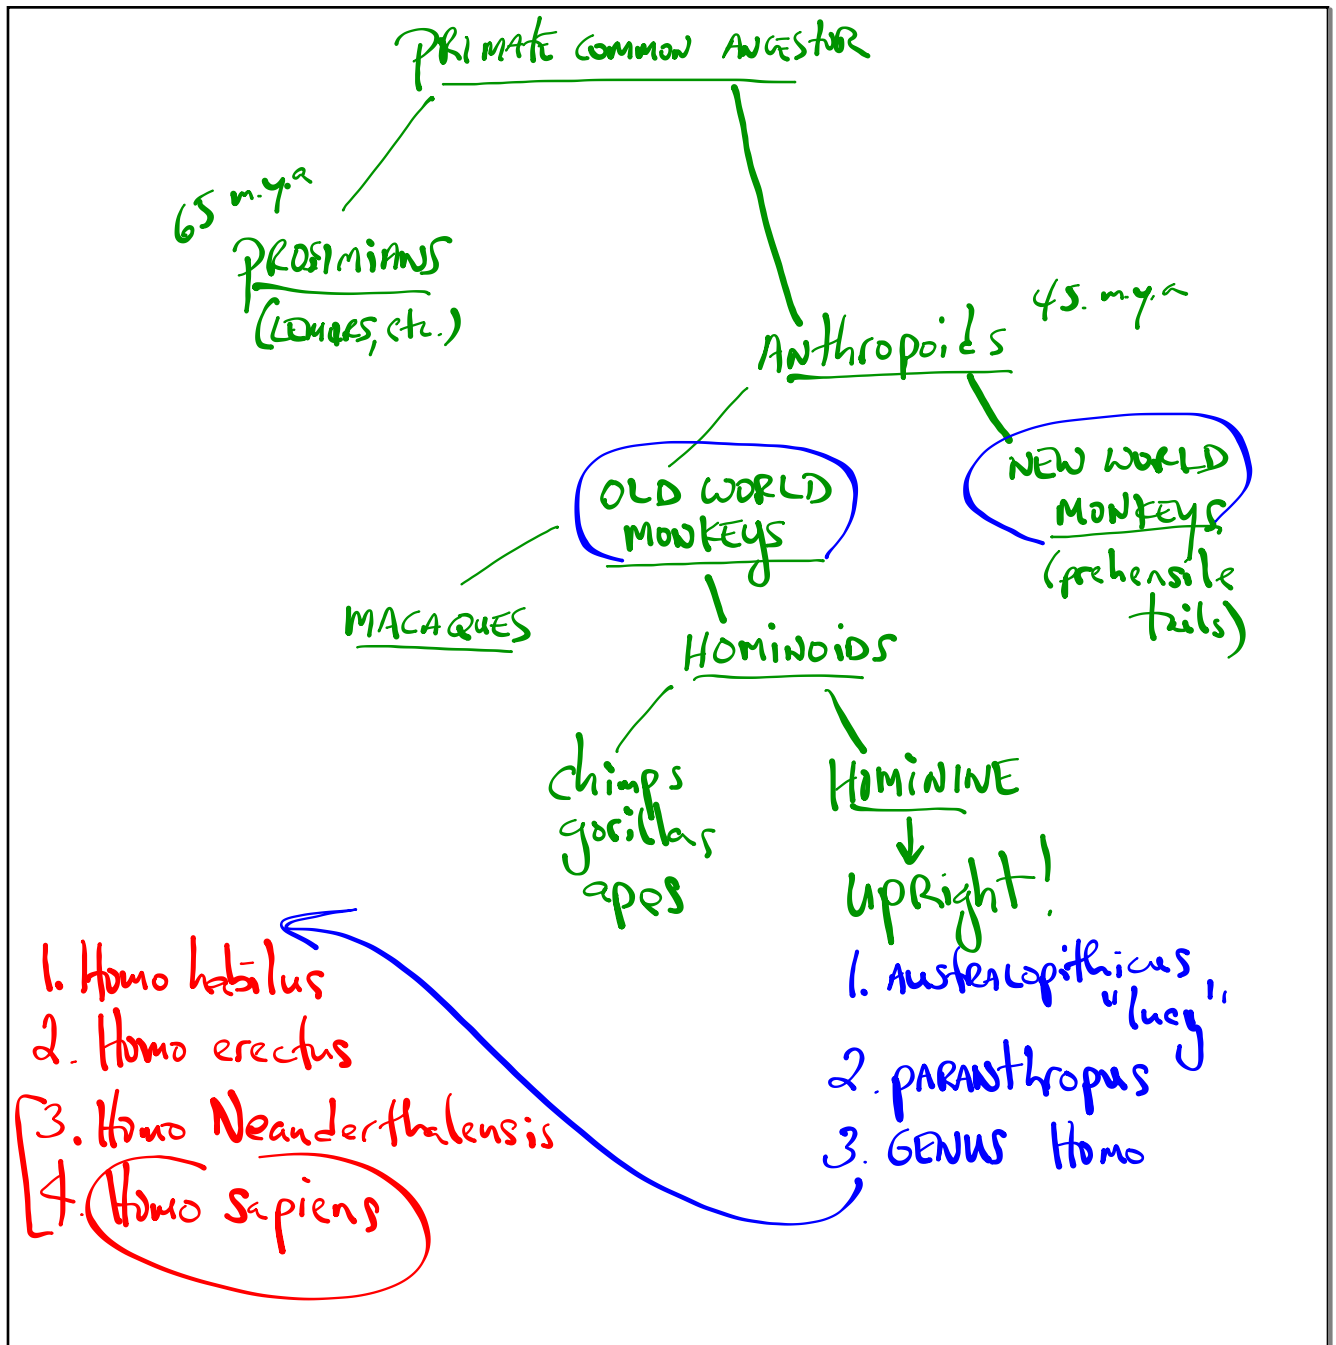 PRIMATE COMMON ANCESTOR
65 m.y.a
PROSIMIANS
(LEMURS, etc.)
45. m.y.a
ANthropoids
OLD WORLD
MONKEYS
NEW WORLD
MONKEYS
(prehensile
tails)
MACAQUES
HOMINOIDS
chimps
gorillas
apes
HOMININE
UPRight!
1. AUSTRALopithicus
"lucy"
2. PARANthropus
3. GENUS Homo
1. Homo habilus
2. Homo erectus
3. Homo Neanderthalensis
4. Homo sapiens